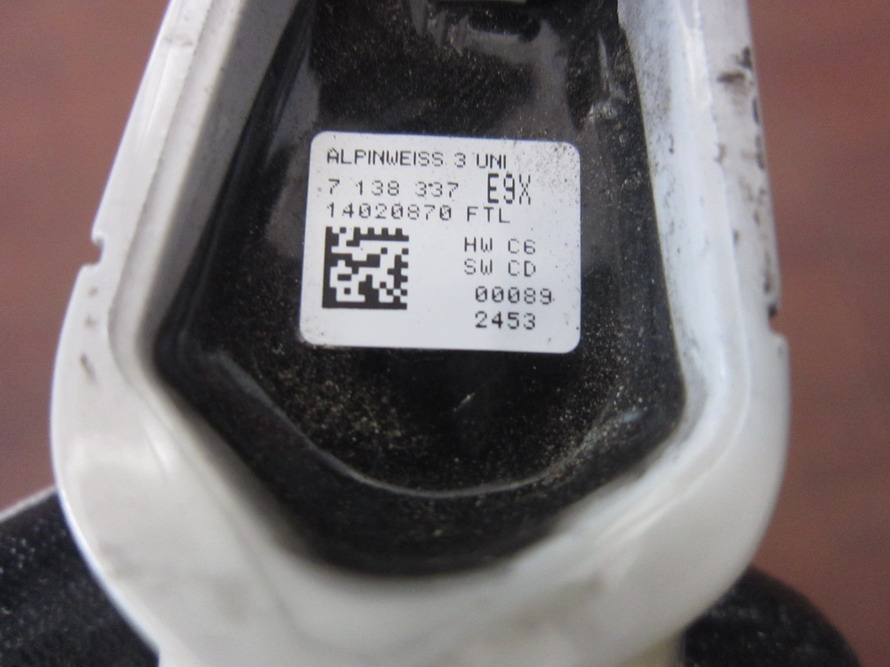 ALPINWEISS 3 UNI
7 138 337 E9X
14020870 FTL
HW C6
SW CD
00089
2453